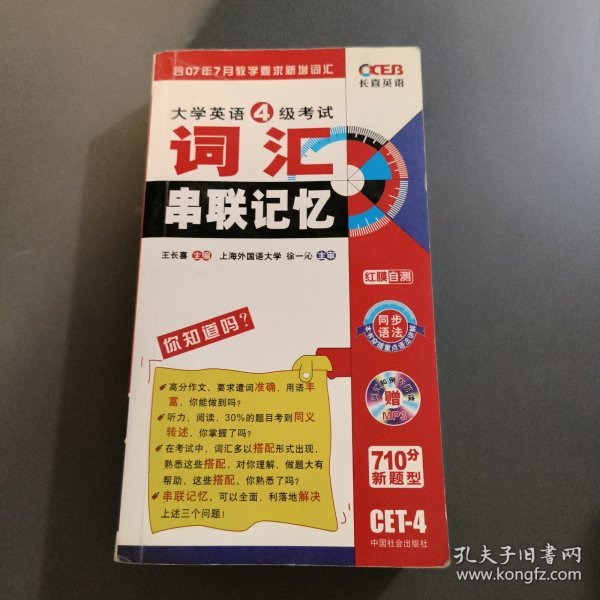 含07年7月教学要求新增词汇
CCEB
长喜英语
大学英语4级考试
词汇
串联记忆
王长喜 主编 上海外国语大学 徐一沁 主审
红膜自测
同步
语法
你知道吗?
赠
MP3
高分作文，要求遣词准确、用语丰
富，你能做到吗?
听力、阅读，30%的题目考到同义
转述，你掌握了吗?
在考试中，词汇多以搭配形式出现，
熟悉这些搭配，对你理解、做题大有
帮助，这些搭配，你熟悉了吗?
串联记忆，可以全面、利落地解决
上述三个问题!
710分
新题型
CET-4
中国社会出版社
孔夫子旧书网
www.kongfz.com